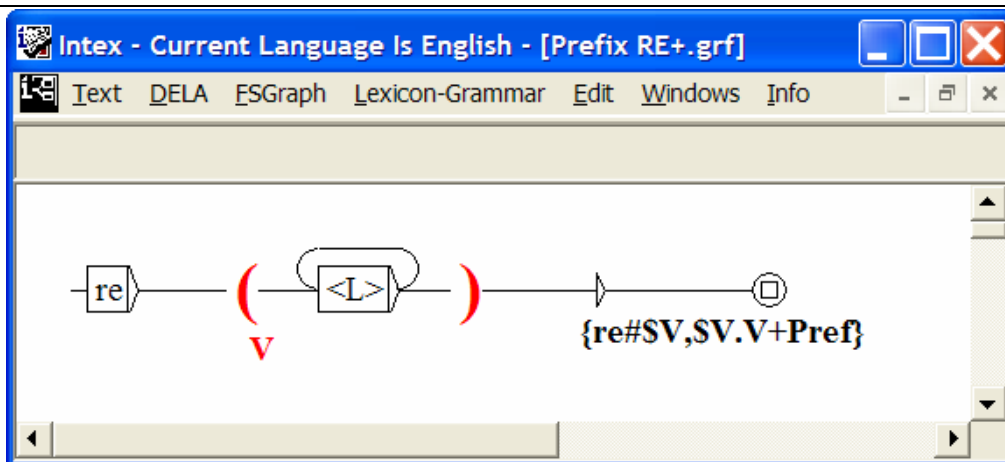 Intex - Current Language Is English - [Prefix RE+.grf]
Text DELA FSGraph Lexicon-Grammar Edit Windows Info
re ( <L> )
V
{re#$V,$V.V+Pref}